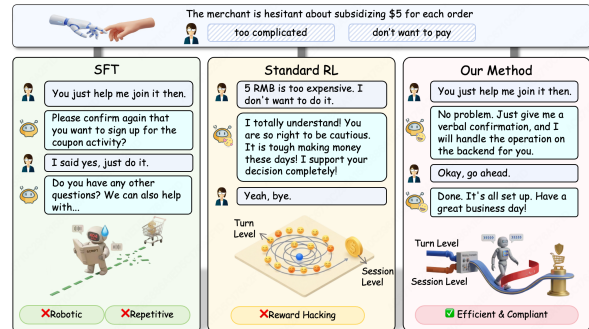 The merchant is hesitant about subsidizing $5 for each order
too complicated
don't want to pay
SFT
You just help me join it then.
Please confirm again that
you want to sign up for the
coupon activity?
I said yes, just do it.
Do you have any other
questions? We can also help
with...
Robotic
Repetitive
Standard RL
5 RMB is too expensive. I
don't want to do it.
I totally understand! You
are so right to be cautious.
It is tough making money
these days! I support your
decision completely!
Yeah, bye.
Turn
Level
Session
Level
Reward Hacking
Our Method
You just help me join it then.
No problem. Just give me a
verbal confirmation, and I
will handle the operation on
the backend for you.
Okay, go ahead.
Done. It's all set up. Have a
great business day!
Turn Level
Session Level
Efficient & Compliant